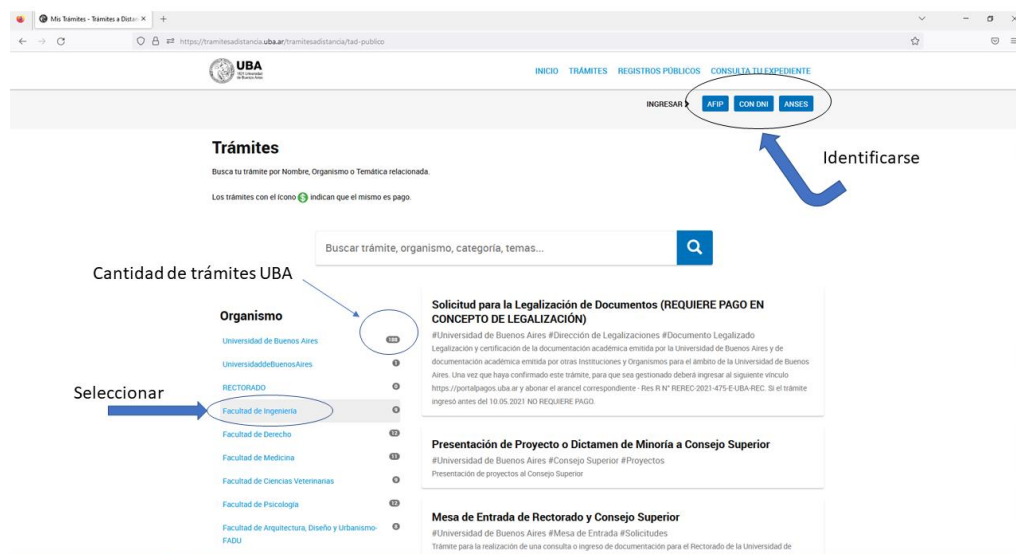 Mis Trámites - Trámites a Distan
https://tramitesadistancia.uba.ar/tramitesadistancia/tad-publico
UBA
INICIO TRÁMITES REGISTROS PÚBLICOS CONSULTA TU EXPEDIENTE
INGRESAR AFIP CON DNI ANSES
Identificarse
Trámites
Busca tu trámite por Nombre, Organismo o Temática relacionada.
Los trámites con el ícono $ indican que el mismo es pago.
Buscar trámite, organismo, categoría, temas...
Cantidad de trámites UBA
Organismo
Universidad de Buenos Aires
UniversidaddeBuenosAires
RECTORADO
Seleccionar
Facultad de Ingeniería
Facultad de Derecho 12
Facultad de Medicina 11
Facultad de Ciencias Veterinarias
Facultad de Psicología 12
Facultad de Arquitectura, Diseño y Urbanismo-
FADU
Solicitud para la Legalización de Documentos (REQUIERE PAGO EN
CONCEPTO DE LEGALIZACIÓN)
#Universidad de Buenos Aires #Dirección de Legalizaciones #Documento Legalizado
Legalización y certificación de la documentación académica emitida por la Universidad de Buenos Aires y de
documentación académica emitida por otras Instituciones y Organismos para el ámbito de la Universidad de Buenos
Aires. Una vez que haya confirmado este trámite, para que sea gestionado deberá ingresar al siguiente vínculo
https://portalpagos.uba.ar y abonar el arancel correspondiente - Res R N° REREC-2021-475-E-UBA-REC. Si el trámite
ingresó antes del 10.05.2021 NO REQUIERE PAGO.
Presentación de Proyecto o Dictamen de Minoría a Consejo Superior
#Universidad de Buenos Aires #Consejo Superior #Proyectos
Presentación de proyectos al Consejo Superior
Mesa de Entrada de Rectorado y Consejo Superior
#Universidad de Buenos Aires #Mesa de Entrada #Solicitudes
Trámite para la realización de una consulta o ingreso de documentación para el Rectorado de la Universidad de